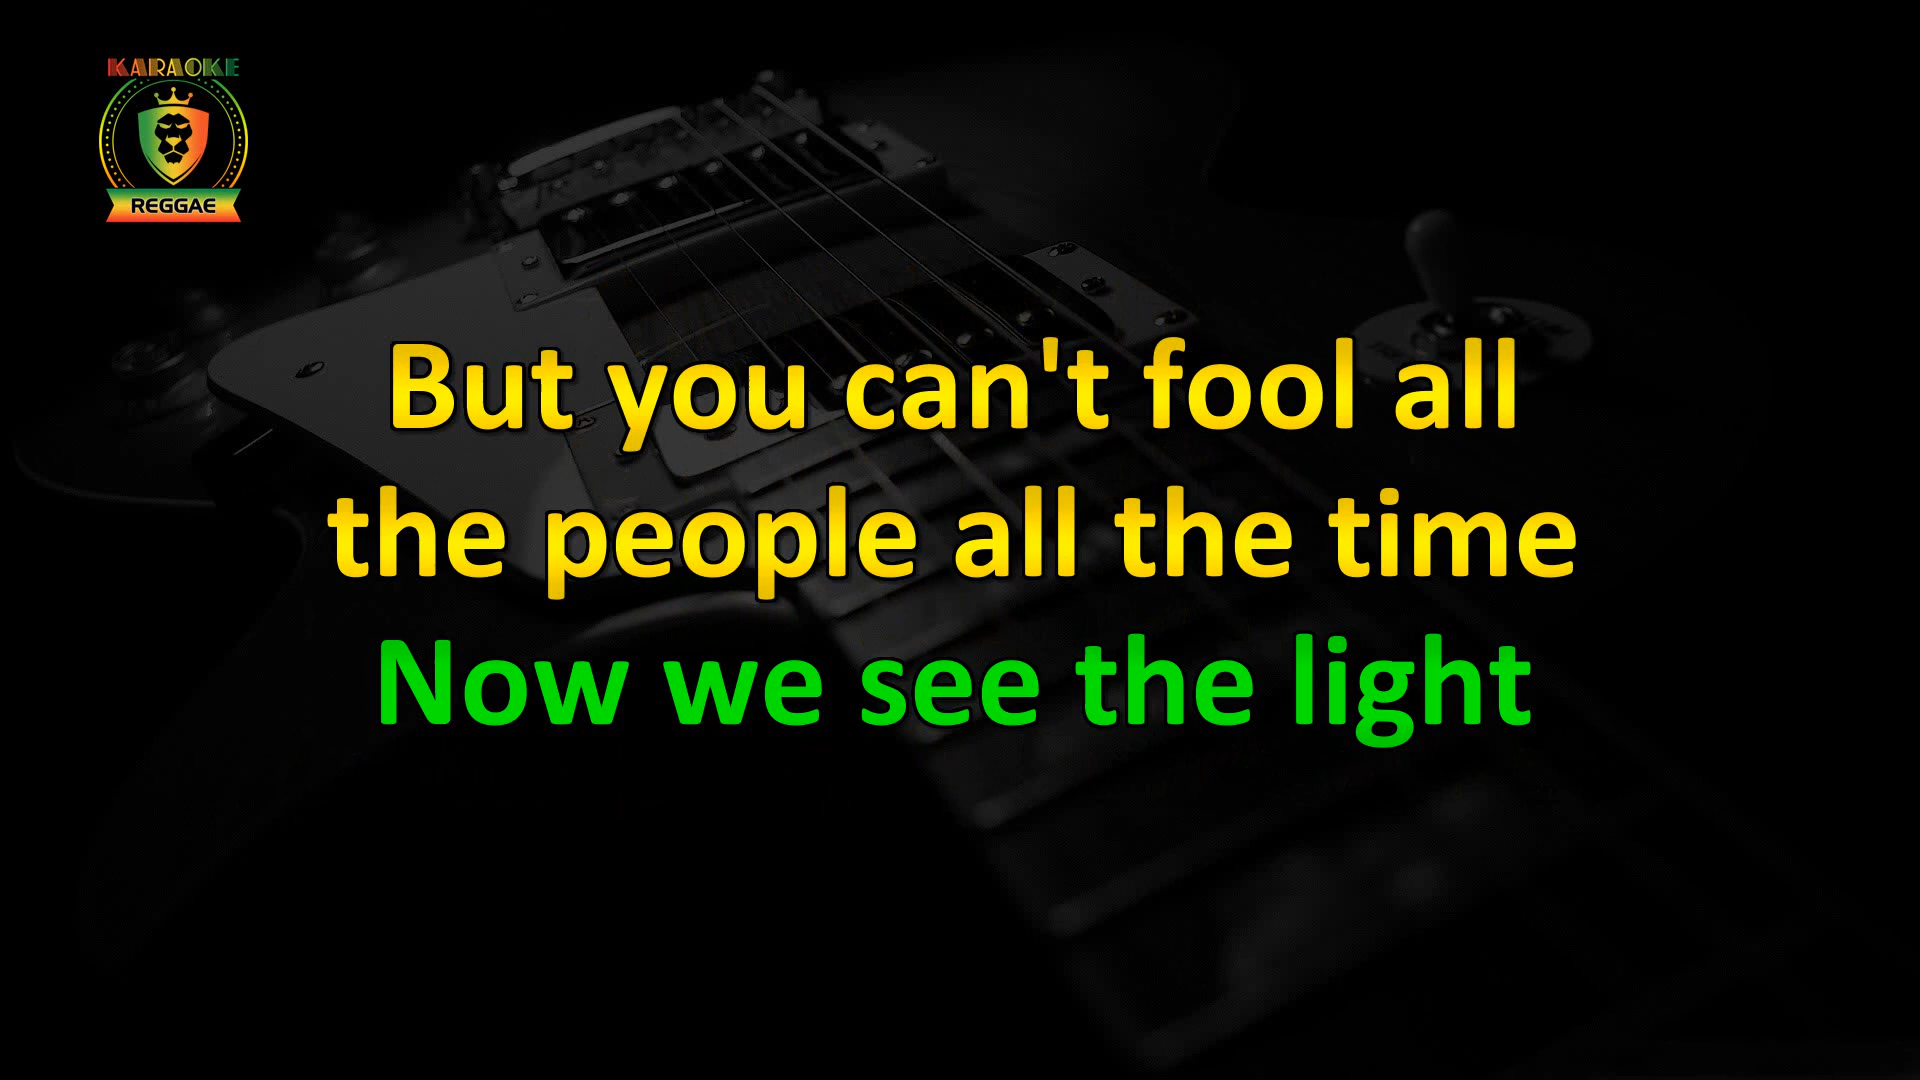 KARAOKE
REGGAE
But you can't fool all
the people all the time
Now we see the light